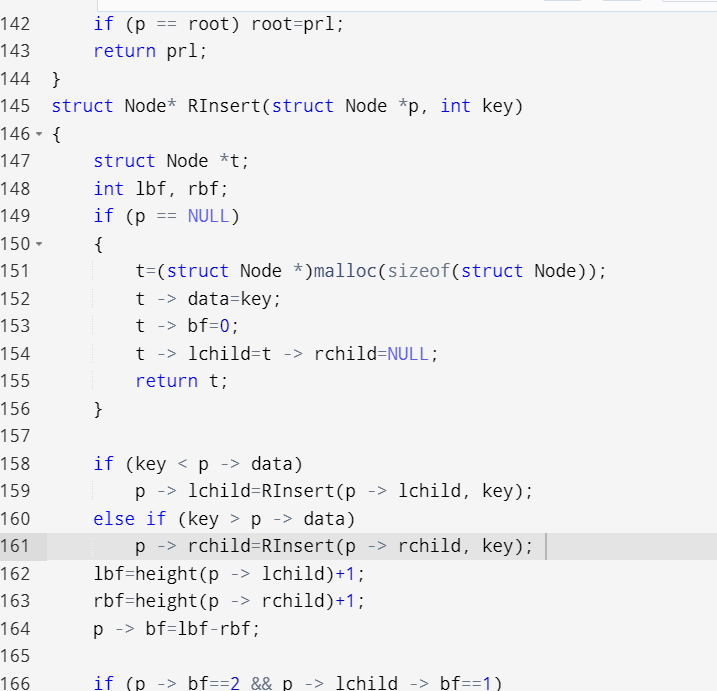 142 if (p == root) root=prl;
143 return prl;
144 }
145 struct Node* RInsert(struct Node *p, int key)
146 {
147 struct Node *t;
148 int lbf, rbf;
149 if (p == NULL)
150 {
151 t=(struct Node *)malloc(sizeof(struct Node));
152 t -> data=key;
153 t -> bf=0;
154 t -> lchild=t -> rchild=NULL;
155 return t;
156 }
157
158 if (key < p -> data)
159 p -> lchild=RInsert(p -> lchild, key);
160 else if (key > p -> data)
161 p -> rchild=RInsert(p -> rchild, key);
162 lbf=height(p -> lchild)+1;
163 rbf=height(p -> rchild)+1;
164 p -> bf=lbf-rbf;
165
166 if (p -> bf==2 && p -> lchild -> bf==1)